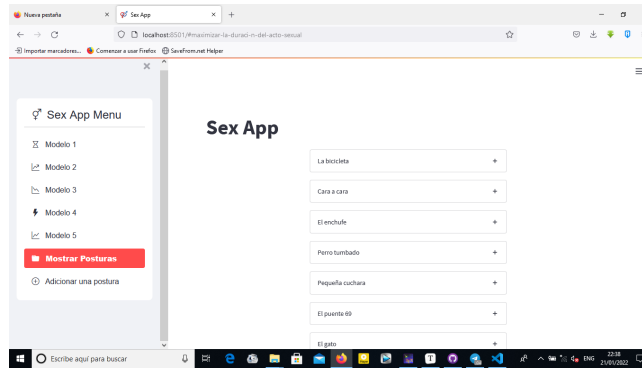 Nueva pestaña
Sex App
localhost:8501/#maximizar-la-duraci-n-del-acto-sexual
Importar marcadores...
Comenzar a usar Firefox
SaveFrom.net Helper
Sex App Menu
Modelo 1
Modelo 2
Modelo 3
Modelo 4
Modelo 5
Mostrar Posturas
Adicionar una postura
Sex App
La bicicleta
Cara a cara
El enchufe
Perro tumbado
Pequeña cuchara
El puente 69
El gato
Escribe aquí para buscar
ENG
22:38
21/01/2022